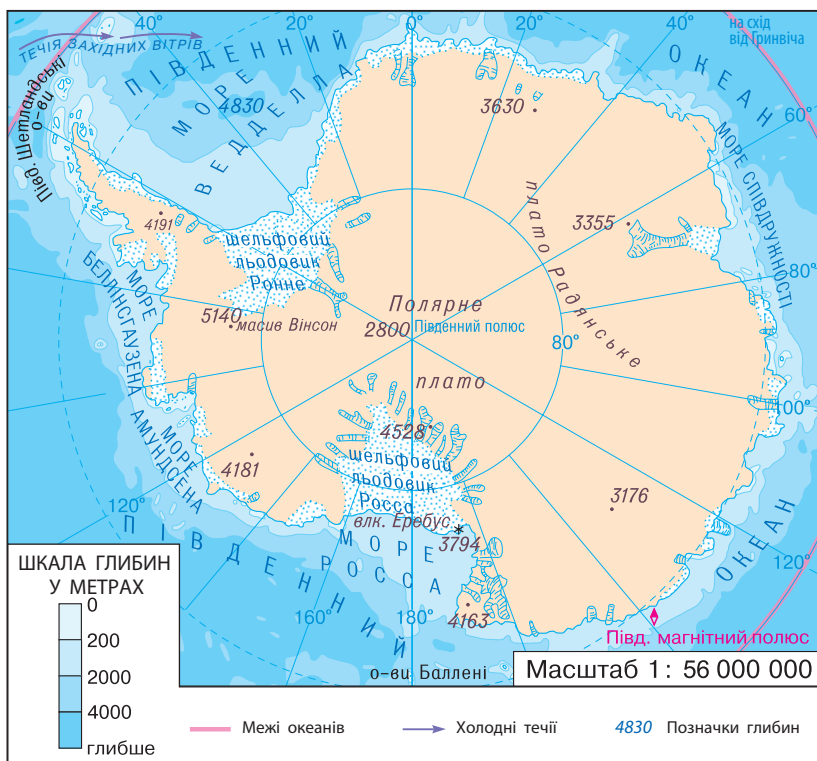 40°
20°
0°
20°
40°
на схід
від Гринвіча
ТЕЧІЯ ЗАХІДНИХ ВІТРІВ
ПІВДЕННИЙ
ОКЕАН
МОРЕ
ВЕДДЕЛЛА
4830
3630
60°
Півд. Шетландські
о-ви
МОРЕ СПІВДРУЖНОСТІ
4191
плато Радянське
3355
шельфовий
льодовик
Ронне
МОРЕ
БЕЛЛІНСГАУЗЕНА
80°
5140
масив Вінсон
Полярне
2800
Південний полюс
80°
плато
100°
МОРЕ
АМУНДСЕНА
4528
4181
шельфовий
льодовик
Росса
3176
120°
влк. Еребус
3794
ПІВДЕННИЙ
МОРЕ
РОССА
ОКЕАН
120°
160°
180°
4163
Півд. магнітний полюс
о-ви Баллені
Масштаб 1: 56 000 000
ШКАЛА ГЛИБИН
У МЕТРАХ
0
200
2000
4000
глибше
Межі океанів
Холодні течії
4830 Позначки глибин